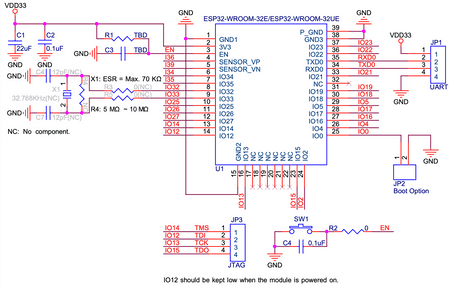 VDD33
ESP32-WROOM-32E/ESP32-WROOM-32UE
GND
C1
22uF
C2
0.1uF
GND
R1 TBD
C3 TBD
GND
EN
I36
I39
I34
I35
IO32
IO33
IO25
IO26
IO27
IO14
IO12
1 GND1
2 3V3
3 EN
4 SENSOR_VP
5 SENSOR_VN
6 IO34
7 IO35
8 IO32
9 IO33
10 IO25
11 IO26
12 IO27
13 IO14
14 IO12
P_GND 39
GND3 38
IO23 37
IO22 36
TXD0 35
RXD0 34
IO21 33
NC 32
IO19 31
IO18 30
IO5 29
IO17 28
IO16 27
IO4 26
IO0 25
IO23
IO22
TXD0
RXD0
IO21
IO19
IO18
IO5
IO17
IO16
IO4
IO0
GND
VDD33
JP1
1
2
3
4
UART
GND
GND
X1: ESR = Max. 70 KΩ
X1
R3 0(NC)
32.768KHz(NC)
R4: 5 MΩ ~ 10 MΩ
GND
NC: No component.
U1
GND2
IO13
NC
NC
NC
NC
NC
NC
IO15
IO2
15
16
17
18
19
20
21
22
23
24
GND
IO13
IO15
IO2
1
2
JP2
Boot Option
GND
JP3
IO14 TMS 1
IO12 TDI 2
IO13 TCK 3
IO15 TDO 4
JTAG
SW1
R2 0 EN
C4 0.1uF
GND
IO12 should be kept low when the module is powered on.